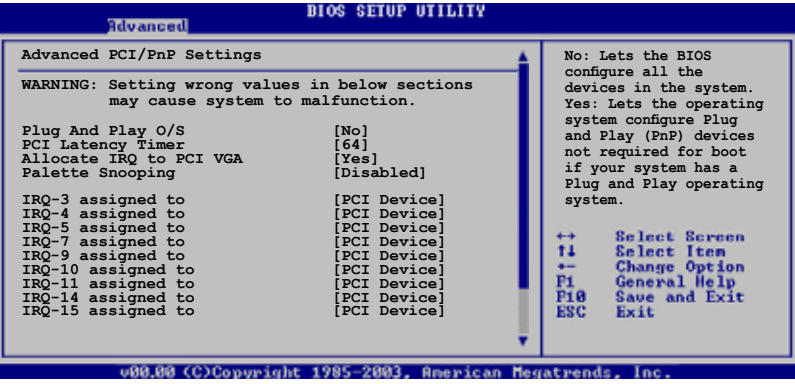 BIOS SETUP UTILITY
Advanced
Advanced PCI/PnP Settings
WARNING: Setting wrong values in below sections
may cause system to malfunction.
Plug And Play O/S [No]
PCI Latency Timer [64]
Allocate IRQ to PCI VGA [Yes]
Palette Snooping [Disabled]
IRQ-3 assigned to [PCI Device]
IRQ-4 assigned to [PCI Device]
IRQ-5 assigned to [PCI Device]
IRQ-7 assigned to [PCI Device]
IRQ-9 assigned to [PCI Device]
IRQ-10 assigned to [PCI Device]
IRQ-11 assigned to [PCI Device]
IRQ-14 assigned to [PCI Device]
IRQ-15 assigned to [PCI Device]
No: Lets the BIOS
configure all the
devices in the system.
Yes: Lets the operating
system configure Plug
and Play (PnP) devices
not required for boot
if your system has a
Plug and Play operating
system.
↔ Select Screen
↑↓ Select Item
+- Change Option
F1 General Help
F10 Save and Exit
ESC Exit
v00.00 (C)Copyright 1985-2003, American Megatrends, Inc.